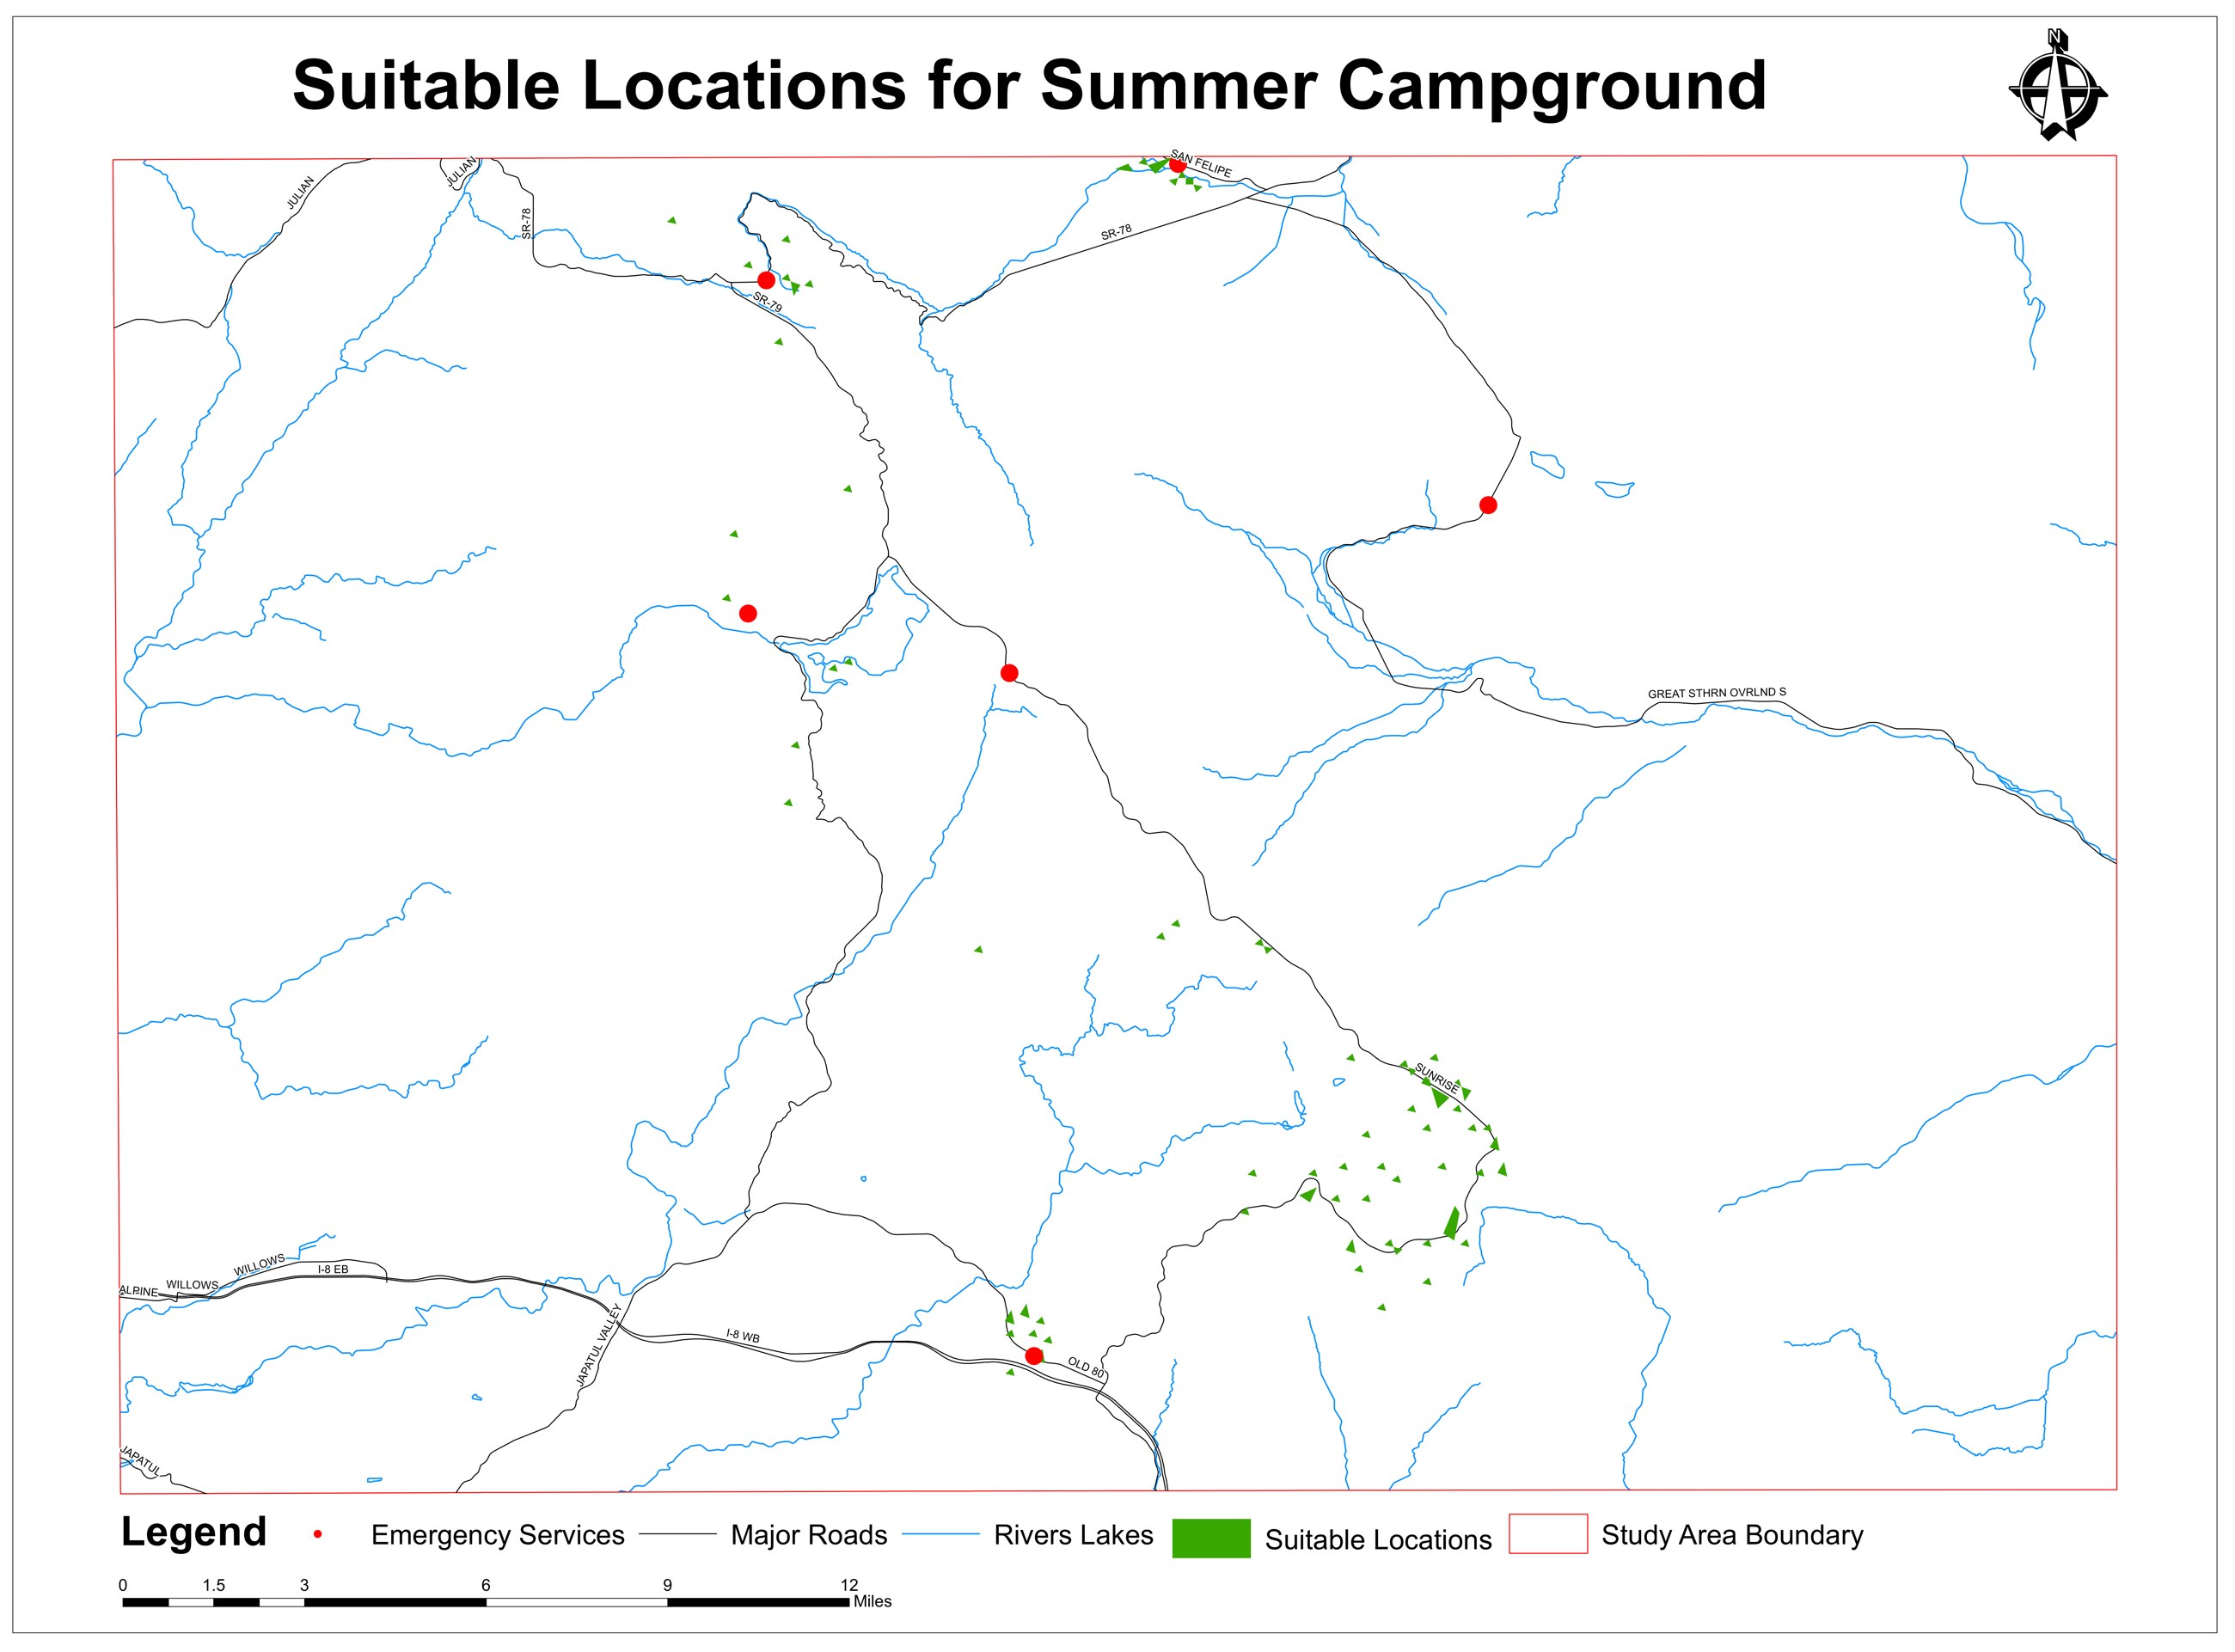 Suitable Locations for Summer Campground
N
JULIAN
JULIAN
SR-78
SAN FELIPE
SR-78
SR-79
GREAT STHRN OVRLND S
SUNRISE
WILLOWS
WILLOWS
I-8 EB
ALPINE
JAPATUL VALLEY
I-8 WB
OLD 80
JAPATUL
Legend
Emergency Services
Major Roads
Rivers Lakes
Suitable Locations
Study Area Boundary
0 1.5 3 6 9 12
Miles